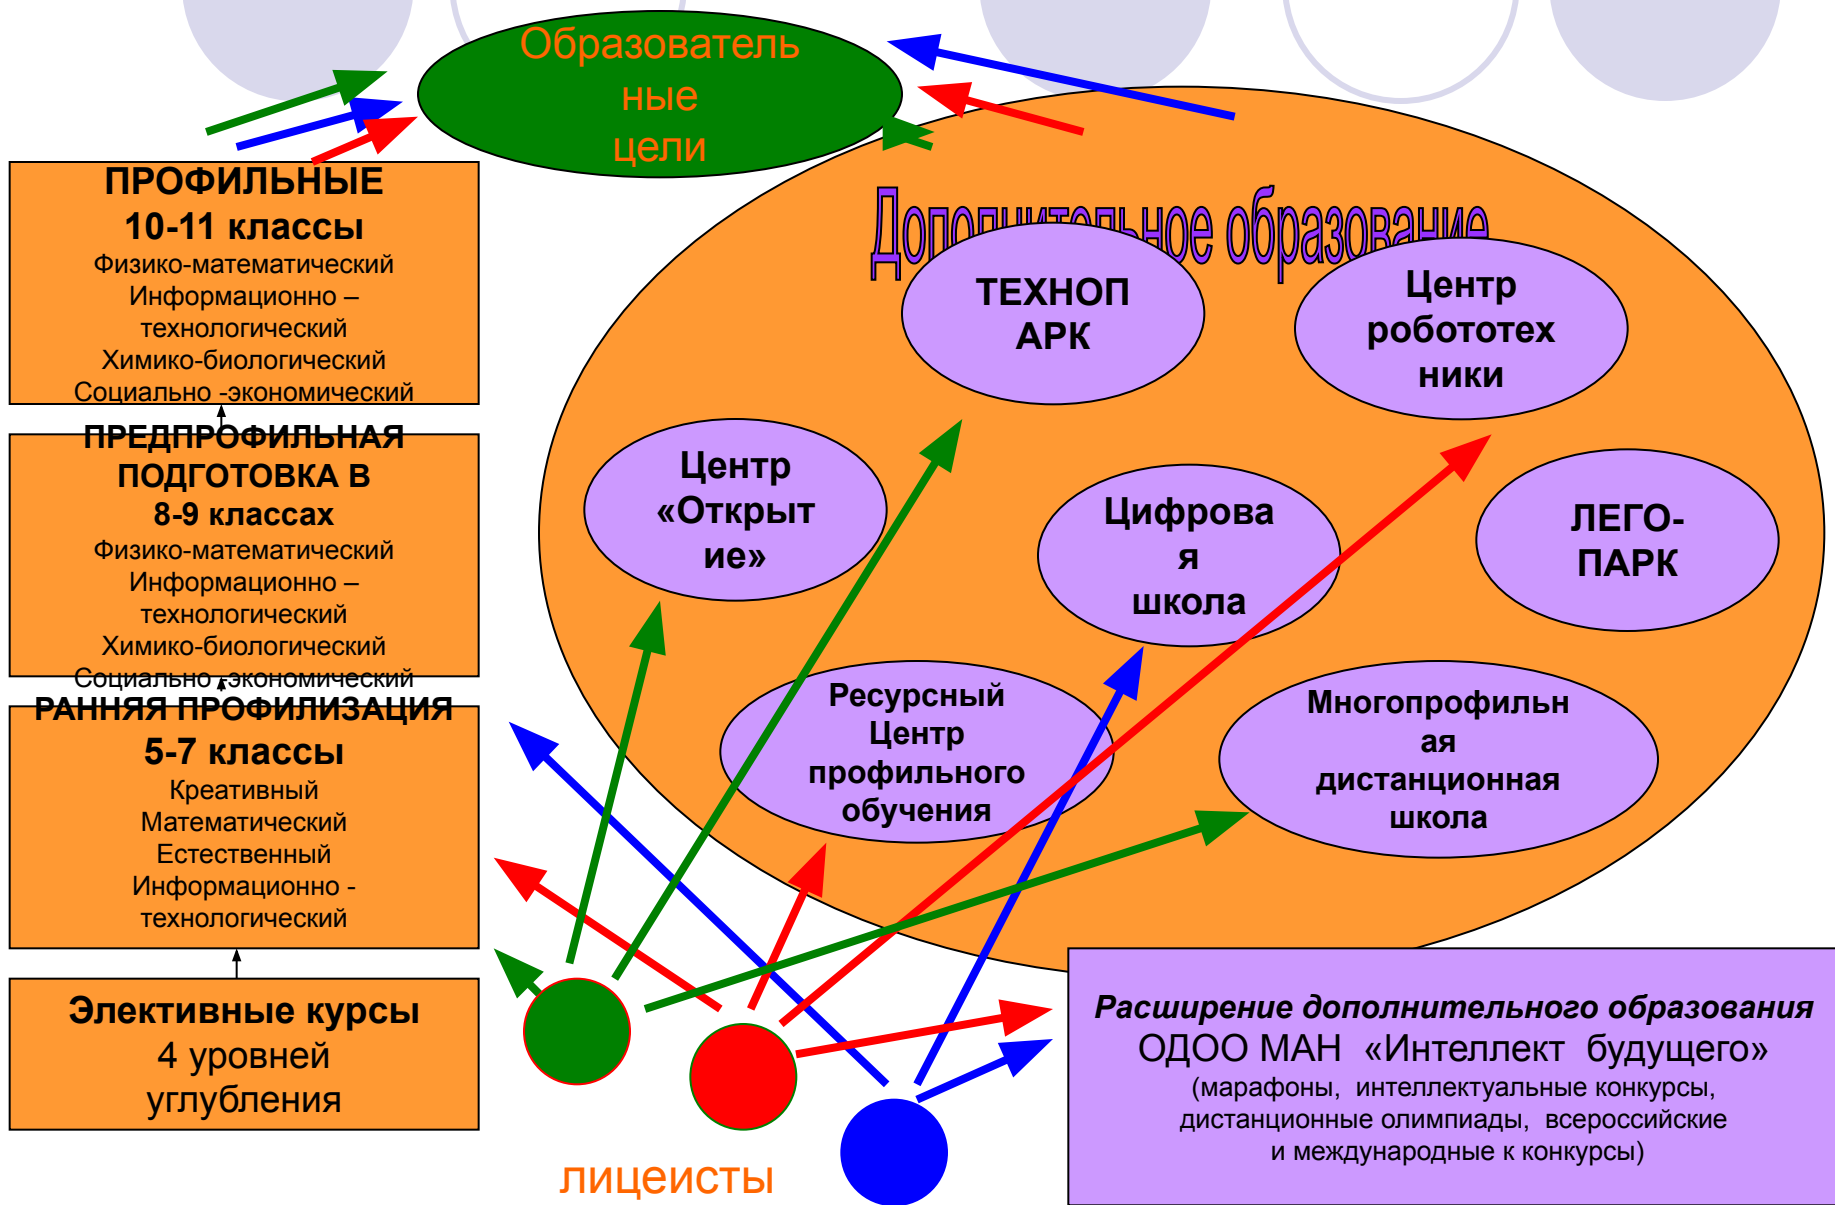 Образователь
ные
цели
ПРОФИЛЬНЫЕ
10-11 классы
Физико-математический
Информационно –
технологический
Химико-биологический
Социально -экономический
ПРЕДПРОФИЛЬНАЯ
ПОДГОТОВКА В
8-9 классах
Физико-математический
Информационно –
технологический
Химико-биологический
Социально -экономический
РАННЯЯ ПРОФИЛИЗАЦИЯ
5-7 классы
Креативный
Математический
Естественный
Информационно -
технологический
Элективные курсы
4 уровней
углубления
Дополнительное образование
ТЕХНОП
АРК
Центр
робототех
ники
Центр
«Открыт
ие»
Цифрова
я
школа
ЛЕГО-
ПАРК
Ресурсный
Центр
профильного
обучения
Многопрофильн
ая
дистанционная
школа
Расширение дополнительного образования
ОДОО МАН «Интеллект будущего»
(марафоны, интеллектуальные конкурсы,
дистанционные олимпиады, всероссийские
и международные к конкурсы)
лицеисты